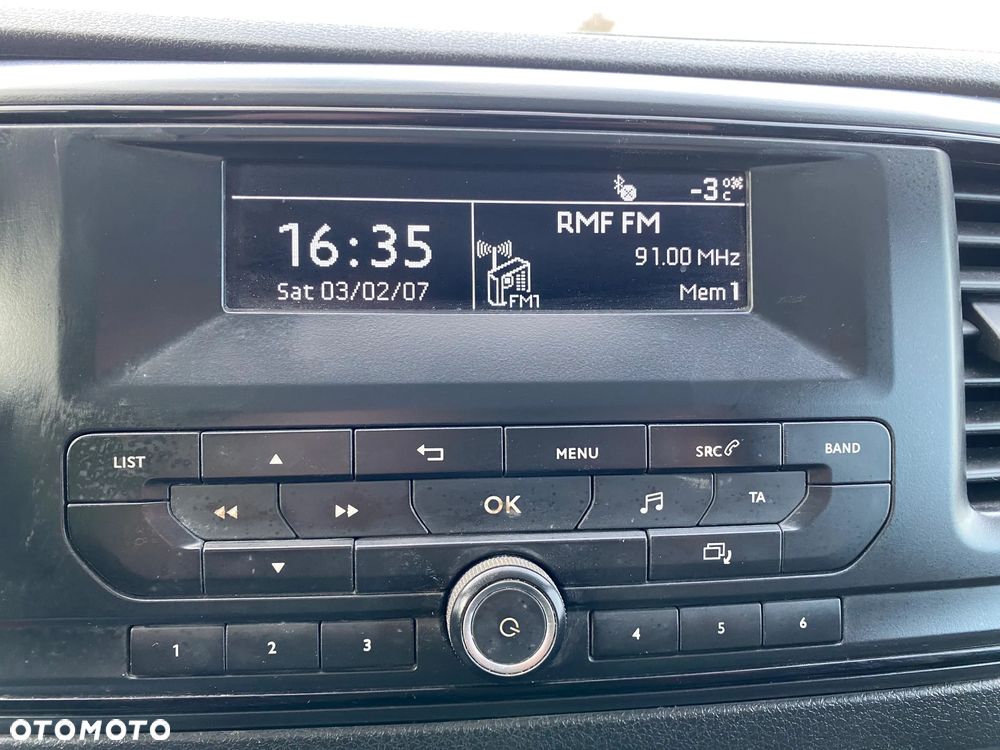 -3 °C
16:35
Sat 03/02/07
RMF FM
91.00 MHz
FM1
Mem 1
LIST
MENU
SRC
BAND
OK
TA
1
2
3
4
5
6
OTOMOTO